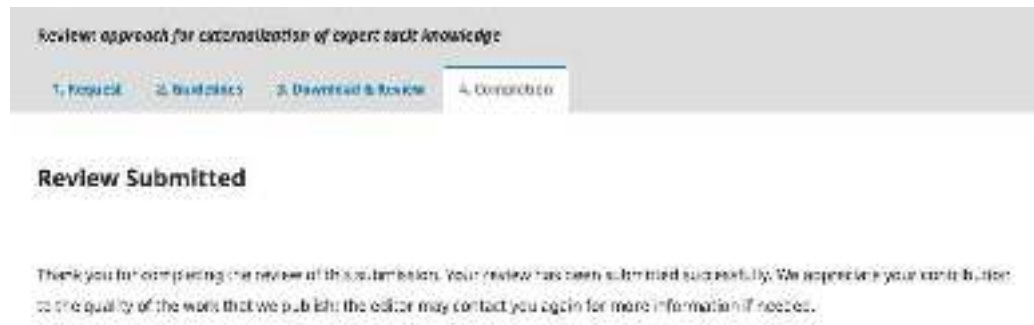 Review: approach for externalization of expert tacit knowledge
1. Request 2. Guidelines 3. Download & Review 4. Completion
Review Submitted
Thank you for completing the review of this submission. Your review has been submitted successfully. We appreciate your contribution
to the quality of the work that we publish; the editor may contact you again for more information if needed.